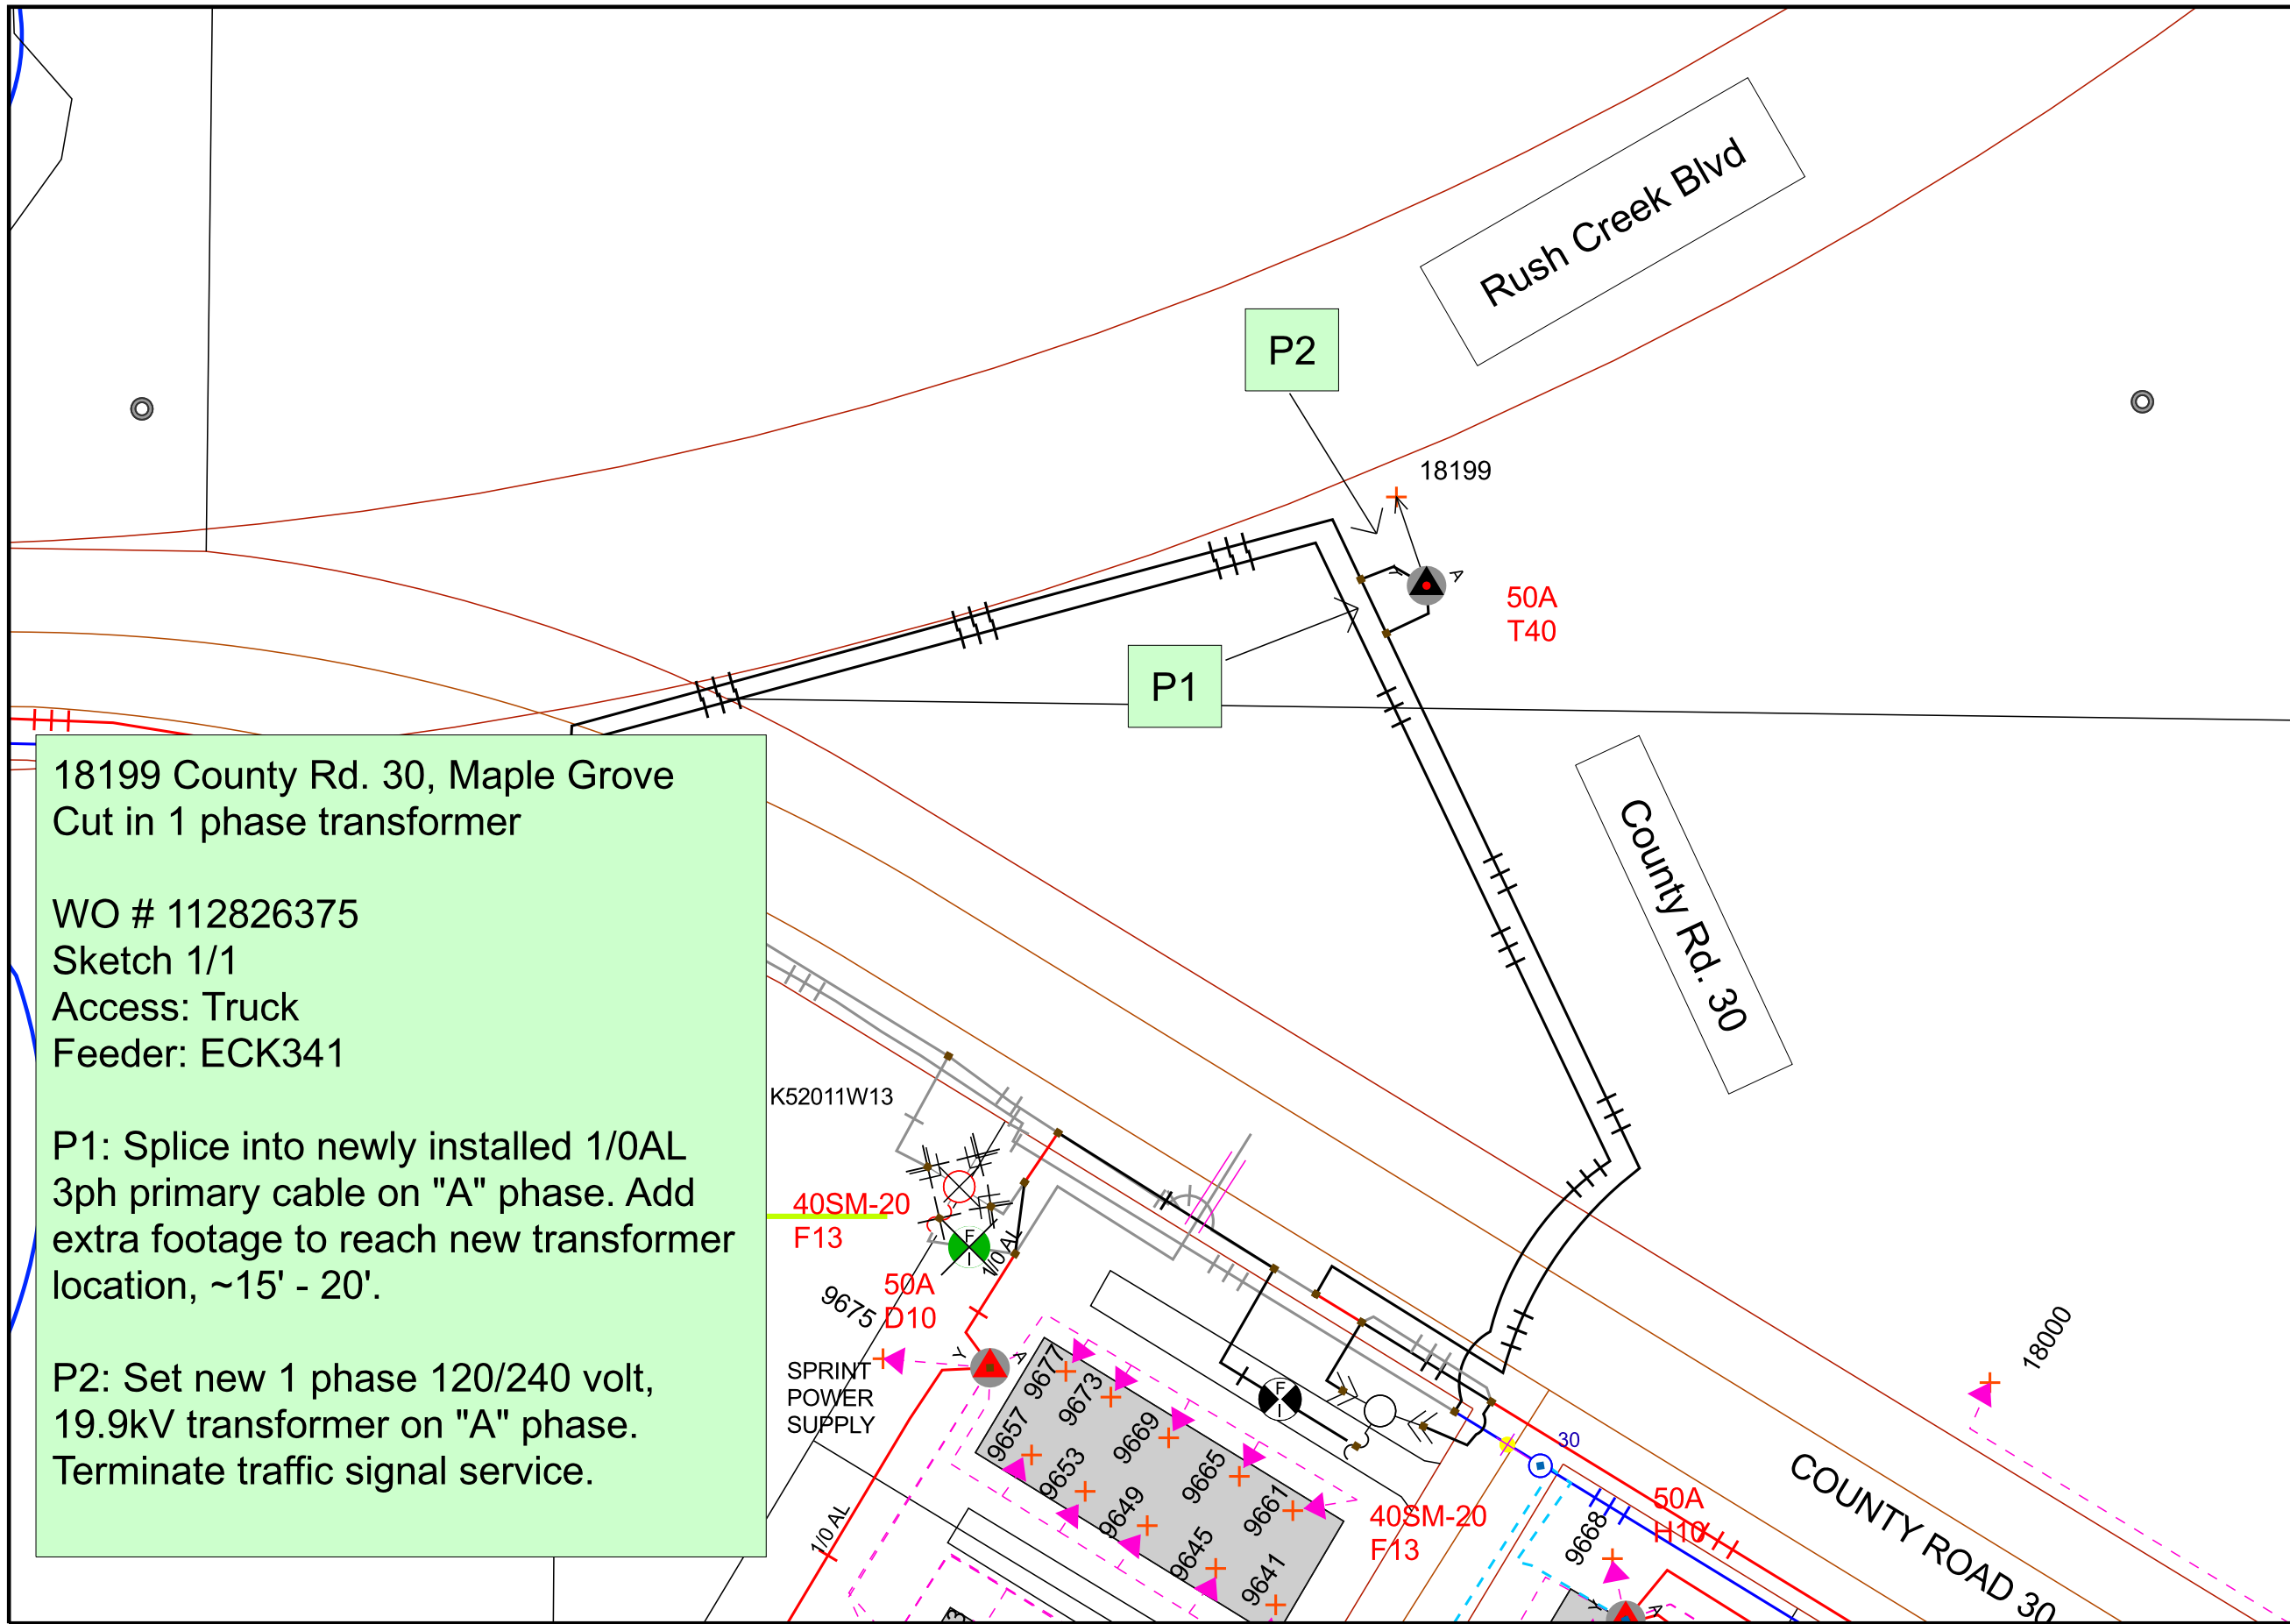 Rush Creek Blvd
P2
18199
Y
A
50A
T40
P1
County Rd. 30
18199 County Rd. 30, Maple Grove
Cut in 1 phase transformer
WO # 112826375
Sketch 1/1
Access: Truck
Feeder: ECK341
P1: Splice into newly installed 1/0AL
3ph primary cable on "A" phase. Add
extra footage to reach new transformer
location, ~15' - 20'.
P2: Set new 1 phase 120/240 volt,
19.9kV transformer on "A" phase.
Terminate traffic signal service.
K52011W13
40SM-20
F13
F
I
1/0 AL
50A
D10
9675
Y
A
SPRINT
POWER
SUPPLY
9677
9673
9669
9665
9661
9657
9653
9649
9645
9641
F
I
1/0 AL
40SM-20
F13
30
50A
H10
9668
Y
A
18000
COUNTY ROAD 30